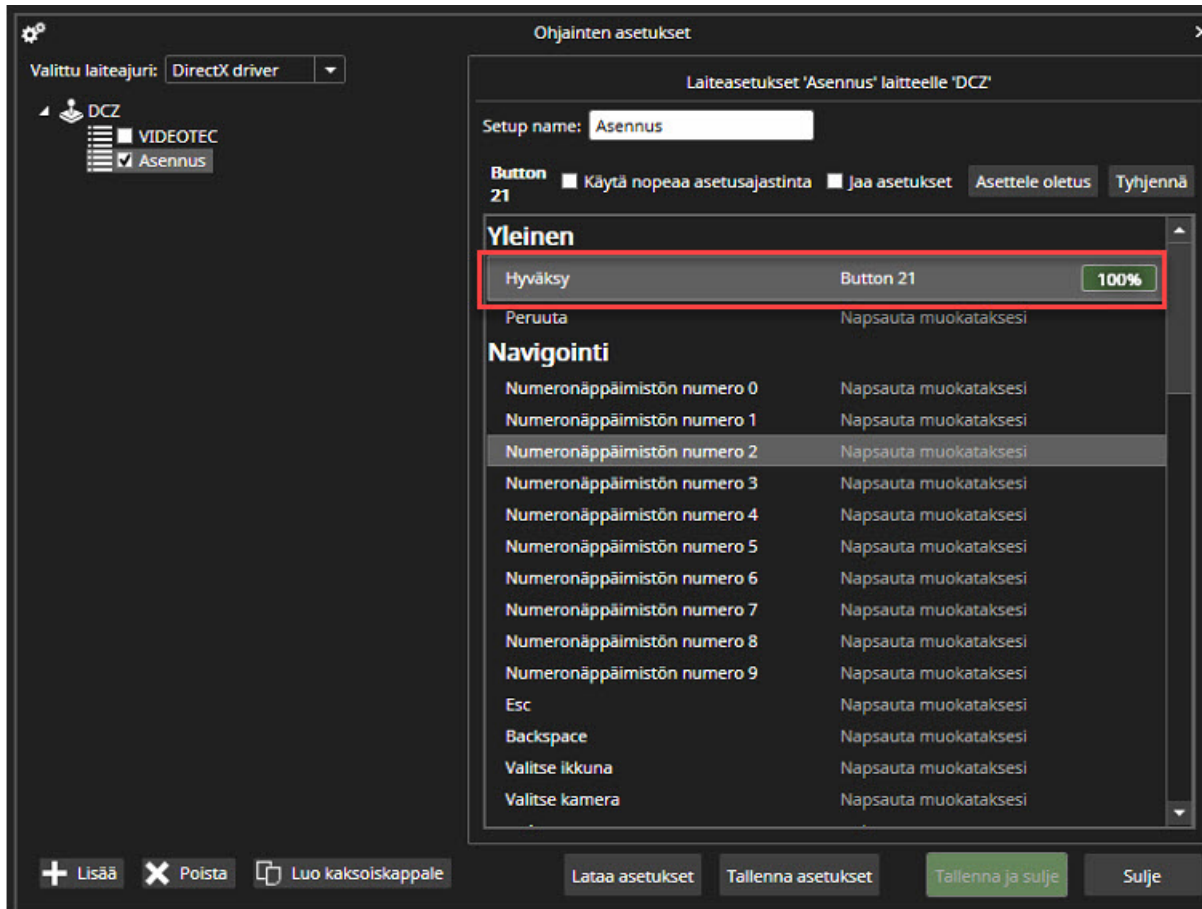 Ohjainten asetukset
Valittu laiteajuri: DirectX driver
DCZ
VIDEOTEC
Asennus
Laiteasetukset 'Asennus' laitteelle 'DCZ'
Setup name: Asennus
Button 21
Käytä nopeaa asetusajastinta Jaa asetukset Asettele oletus Tyhjennä
Yleinen
Hyväksy Button 21 100%
Peruuta Napsauta muokataksesi
Navigointi
Numeronäppäimistön numero 0 Napsauta muokataksesi
Numeronäppäimistön numero 1 Napsauta muokataksesi
Numeronäppäimistön numero 2 Napsauta muokataksesi
Numeronäppäimistön numero 3 Napsauta muokataksesi
Numeronäppäimistön numero 4 Napsauta muokataksesi
Numeronäppäimistön numero 5 Napsauta muokataksesi
Numeronäppäimistön numero 6 Napsauta muokataksesi
Numeronäppäimistön numero 7 Napsauta muokataksesi
Numeronäppäimistön numero 8 Napsauta muokataksesi
Numeronäppäimistön numero 9 Napsauta muokataksesi
Esc Napsauta muokataksesi
Backspace Napsauta muokataksesi
Valitse ikkuna Napsauta muokataksesi
Valitse kamera Napsauta muokataksesi
Lisää Poista Luo kaksoiskappale Lataa asetukset Tallenna asetukset Tallenna ja sulje Sulje